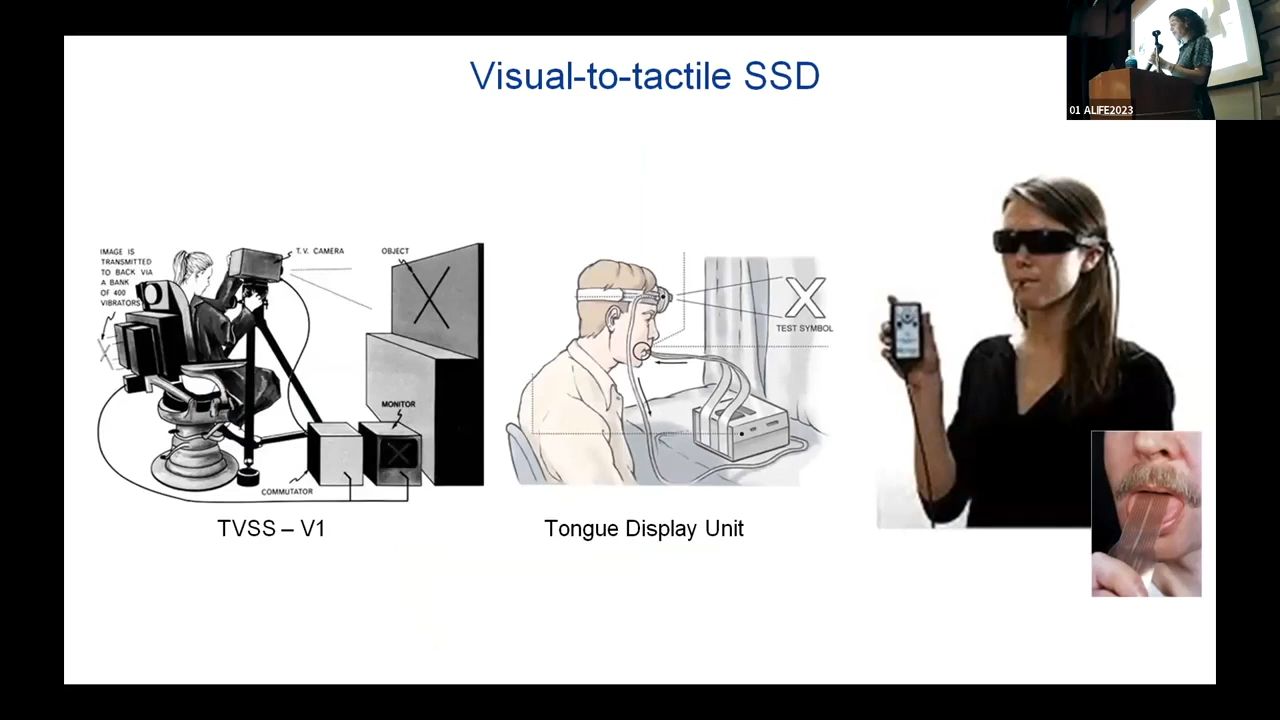 Visual-to-tactile SSD
01 ALIFE2023
IMAGE IS
TRANSMITTED
TO BACK VIA
A BANK
OF 400
VIBRATORS
T.V. CAMERA
OBJECT
MONITOR
COMMUTATOR
TEST SYMBOL
TVSS – V1
Tongue Display Unit